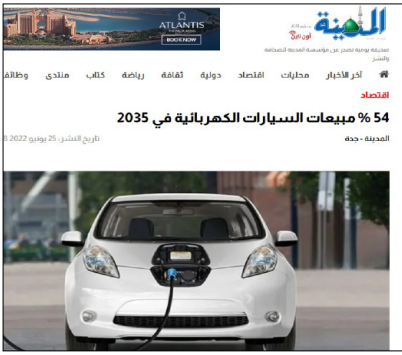 ATLANTIS
BOOK NOW
المدينة
أون لاين
صحيفة يومية تصدر عن مؤسسة المدينة للصحافة
والنشر
آخر الأخبار محليات اقتصاد دولية ثقافة رياضة كتاب منتدى وظائف
اقتصاد
54 % مبيعات السيارات الكهربائية في 2035
المدينة - جدة
تاريخ النشر: 25 يونيو 2022